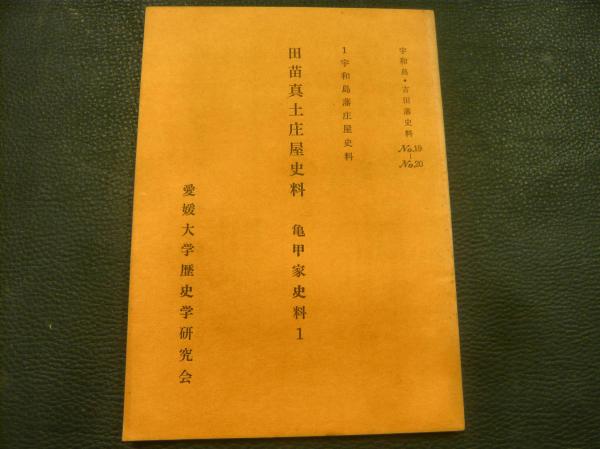 宇和島・吉田藩史料 No.19−No.20
1 宇和島藩庄屋史料
田苗真土庄屋史料 亀甲家史料1
愛媛大学歴史学研究会